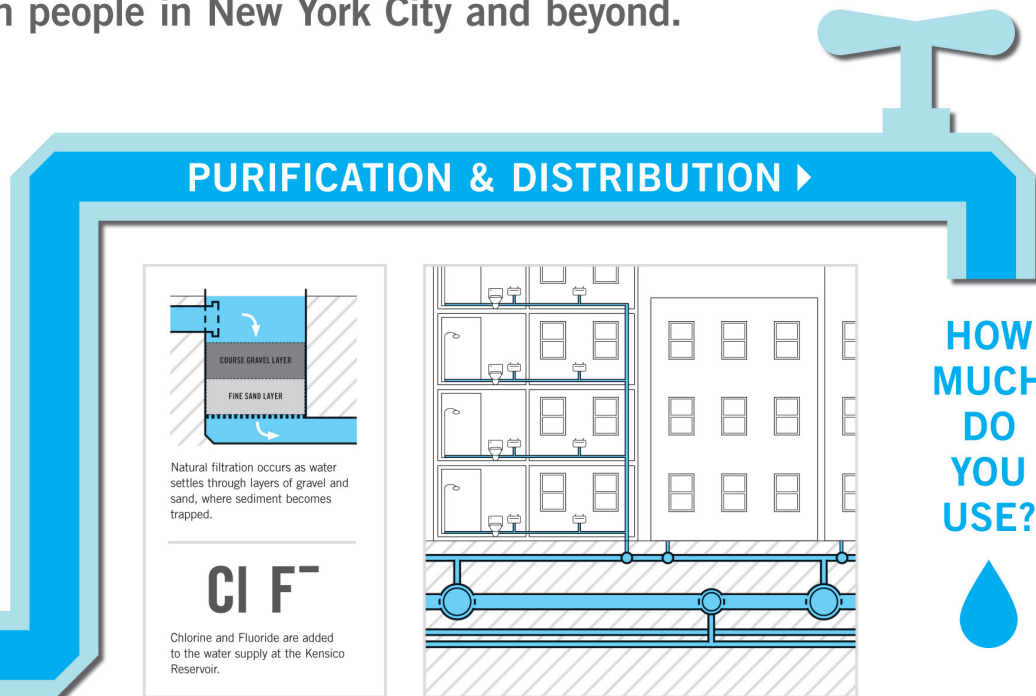 people in New York City and beyond.
PURIFICATION & DISTRIBUTION
COURSE GRAVEL LAYER
FINE SAND LAYER
Natural filtration occurs as water
settles through layers of gravel and
sand, where sediment becomes
trapped.
Cl F⁻
Chlorine and Fluoride are added
to the water supply at the Kensico
Reservoir.
HOW
MUCH
DO
YOU
USE?